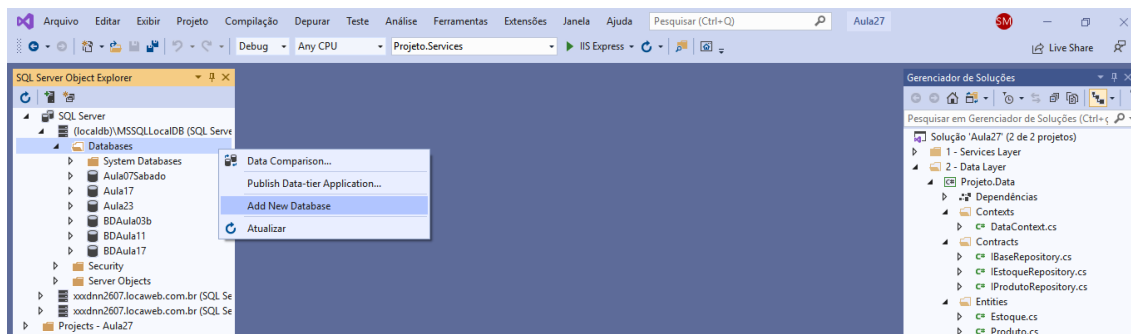 Arquivo Editar Exibir Projeto Compilação Depurar Teste Análise Ferramentas Extensões Janela Ajuda Pesquisar (Ctrl+Q) Aula27 SM
Debug Any CPU Projeto.Services IIS Express Live Share
SQL Server Object Explorer
SQL Server
(localdb)\MSSQLLocalDB (SQL Serve
Databases
System Databases
Aula07Sabado
Aula17
Aula23
BDAula03b
BDAula11
BDAula17
Security
Server Objects
xxxdnn2607.locaweb.com.br (SQL Se
xxxdnn2607.locaweb.com.br (SQL Se
Projects - Aula27
Data Comparison...
Publish Data-tier Application...
Add New Database
Atualizar
Gerenciador de Soluções
Pesquisar em Gerenciador de Soluções (Ctrl+ç
Solução 'Aula27' (2 de 2 projetos)
1 - Services Layer
2 - Data Layer
C# Projeto.Data
Dependências
Contexts
C# DataContext.cs
Contracts
C# IBaseRepository.cs
C# IEstoqueRepository.cs
C# IProdutoRepository.cs
Entities
C# Estoque.cs
C# Produto.cs